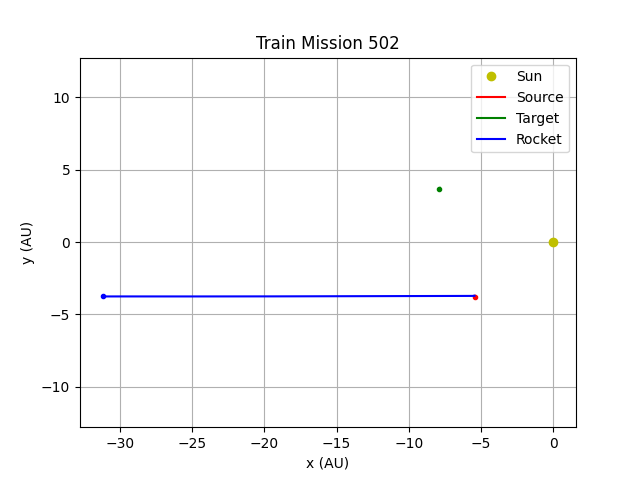 Train Mission 502
Sun
Source
Target
Rocket
10
5
0
−5
−10
y (AU)
−30
−25
−20
−15
−10
−5
0
x (AU)